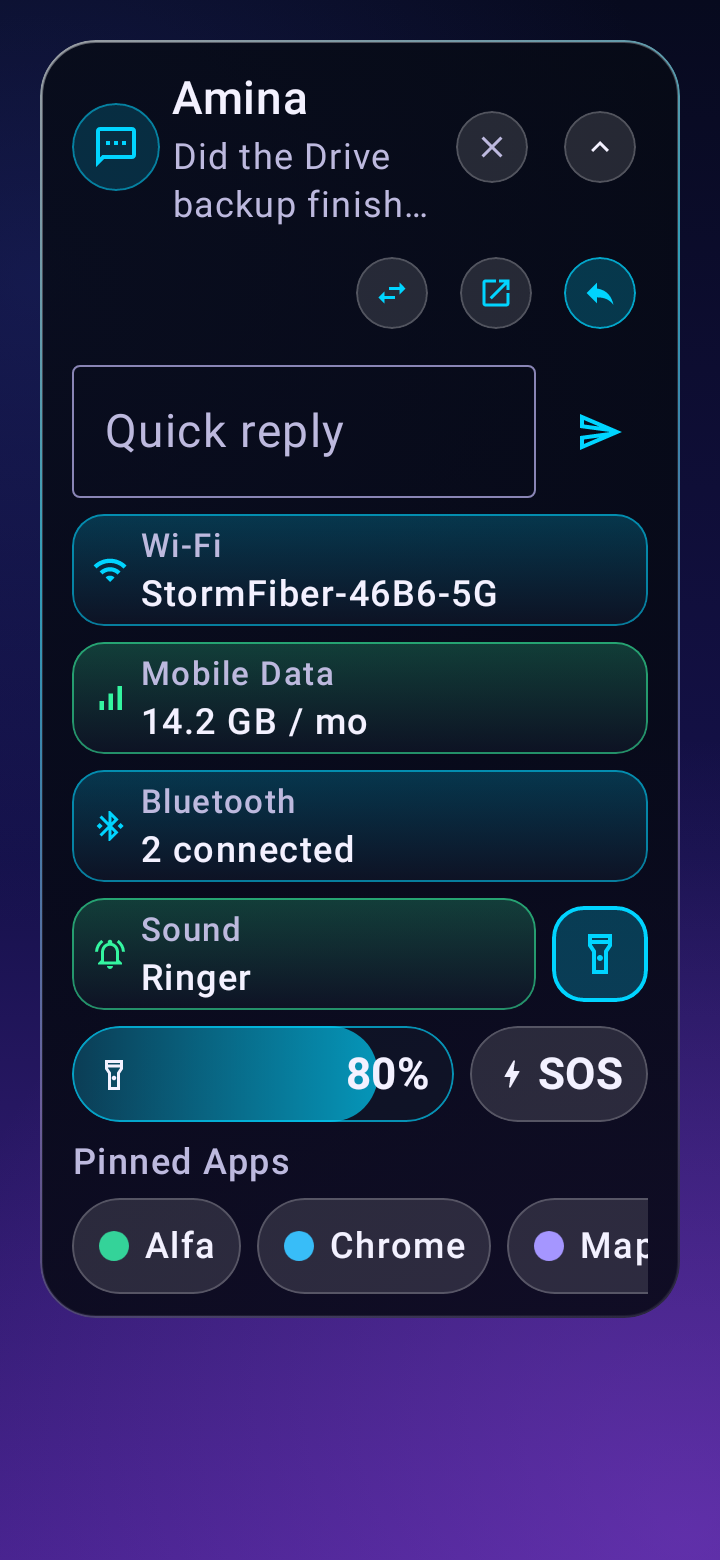 Amina
Did the Drive
backup finish…
Quick reply
Wi-Fi
StormFiber-46B6-5G
Mobile Data
14.2 GB / mo
Bluetooth
2 connected
Sound
Ringer
80%
SOS
Pinned Apps
Alfa
Chrome
Map